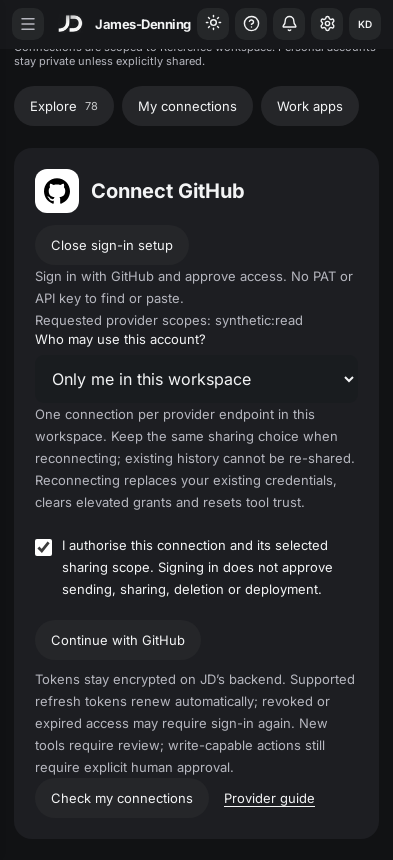 James-Denning
KD
Connections are scoped to Reference workspace. Personal accounts
stay private unless explicitly shared.
Explore 78
My connections
Work apps
Connect GitHub
Close sign-in setup
Sign in with GitHub and approve access. No PAT or
API key to find or paste.
Requested provider scopes: synthetic:read
Who may use this account?
Only me in this workspace
One connection per provider endpoint in this
workspace. Keep the same sharing choice when
reconnecting; existing history cannot be re-shared.
Reconnecting replaces your existing credentials,
clears elevated grants and resets tool trust.
I authorise this connection and its selected
sharing scope. Signing in does not approve
sending, sharing, deletion or deployment.
Continue with GitHub
Tokens stay encrypted on JD’s backend. Supported
refresh tokens renew automatically; revoked or
expired access may require sign-in again. New
tools require review; write-capable actions still
require explicit human approval.
Check my connections
Provider guide